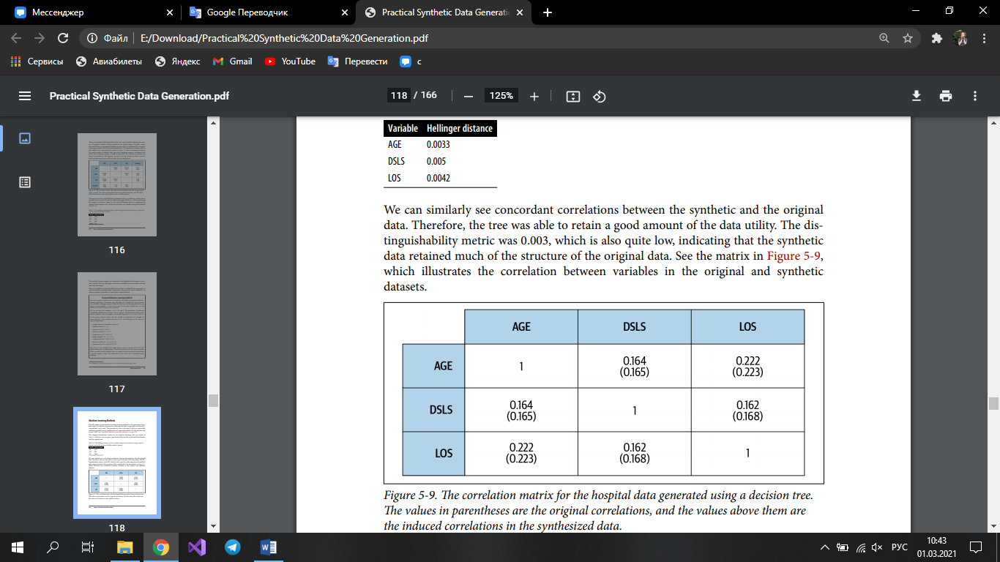 Мессенджер
Google Переводчик
Practical Synthetic Data Generati
Файл
E:/Download/Practical%20Synthetic%20Data%20Generation.pdf
Сервисы
Авиабилеты
Яндекс
Gmail
YouTube
Перевести
с
Practical Synthetic Data Generation.pdf
118 / 166
125%
116
117
118
Variable Hellinger distance
AGE 0.0033
DSLS 0.005
LOS 0.0042
We can similarly see concordant correlations between the synthetic and the original
data. Therefore, the tree was able to retain a good amount of the data utility. The dis-
tinguishability metric was 0.003, which is also quite low, indicating that the synthetic
data retained much of the structure of the original data. See the matrix in Figure 5-9,
which illustrates the correlation between variables in the original and synthetic
datasets.
AGE DSLS LOS
AGE 1 0.164 (0.165) 0.222 (0.223)
DSLS 0.164 (0.165) 1 0.162 (0.168)
LOS 0.222 (0.223) 0.162 (0.168) 1
Figure 5-9. The correlation matrix for the hospital data generated using a decision tree.
The values in parentheses are the original correlations, and the values above them are
the induced correlations in the synthesized data.
РУС
10:43
01.03.2021